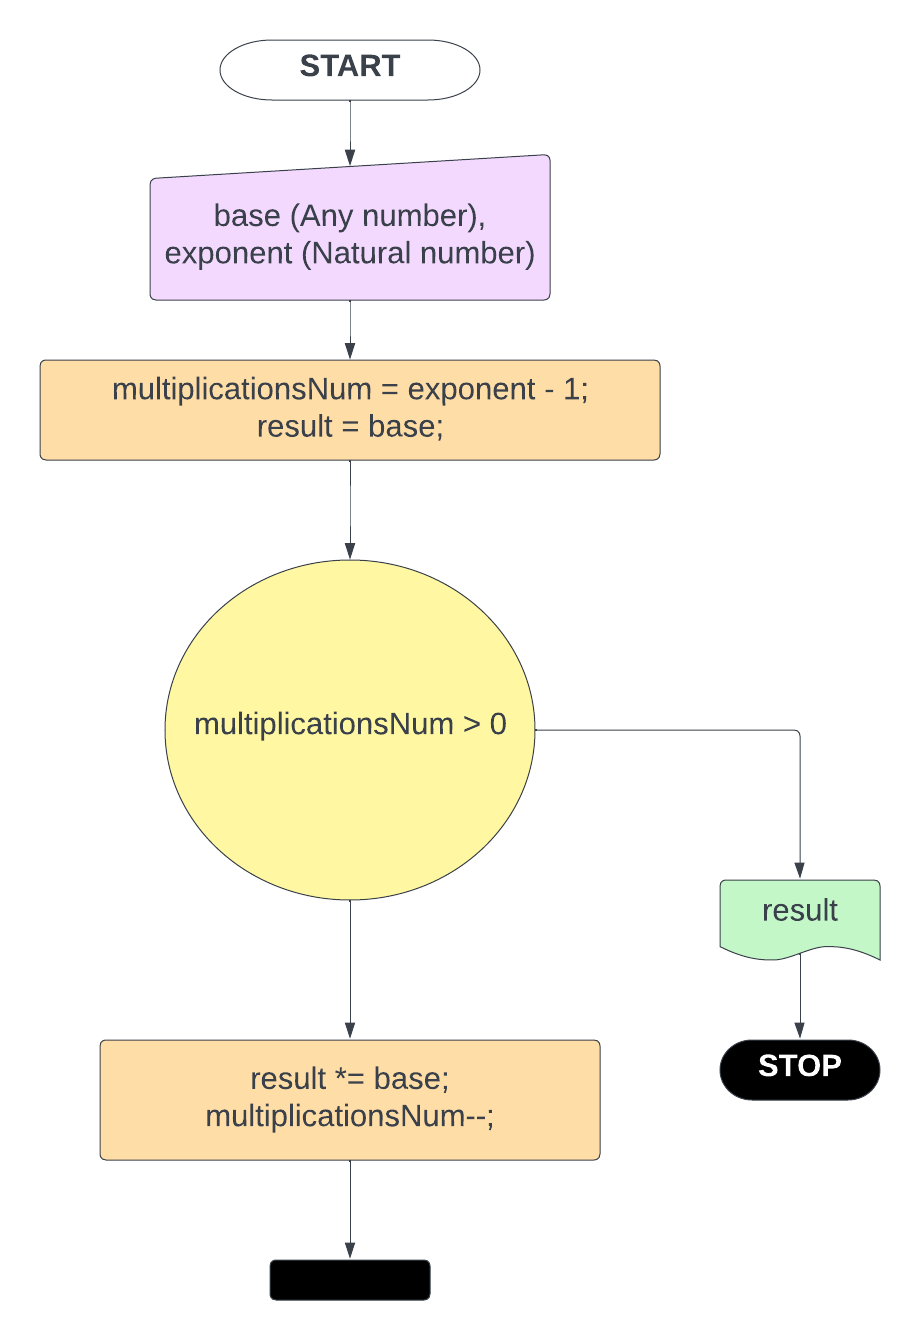 START
base (Any number),
exponent (Natural number)
multiplicationsNum = exponent - 1;
result = base;
multiplicationsNum > 0
result
STOP
result *= base;
multiplicationsNum--;